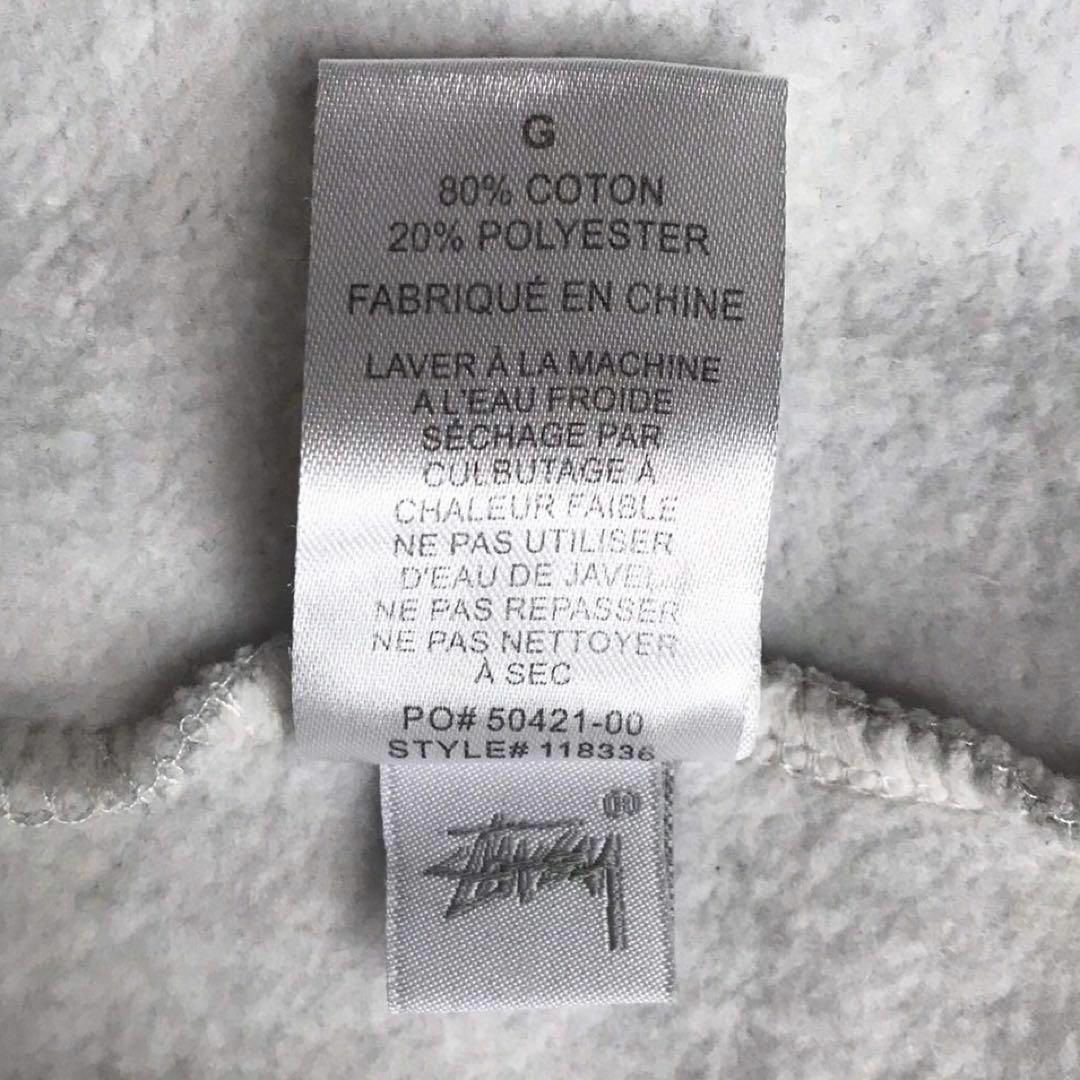 G
80% COTON
20% POLYESTER
FABRIQUÉ EN CHINE
LAVER À LA MACHINE
A L'EAU FROIDE
SÉCHAGE PAR
CULBUTAGE À
CHALEUR FAIBLE
NE PAS UTILISER
D'EAU DE JAVEL
NE PAS REPASSER
NE PAS NETTOYER
À SEC
PO# 50421-00
STYLE# 118336
STÜSSY